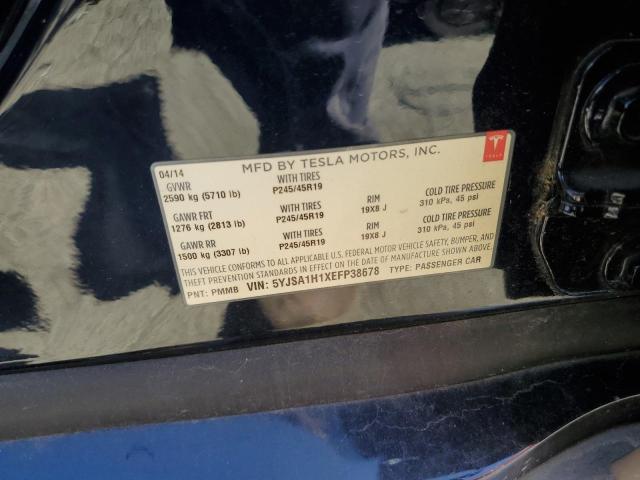 MFD BY TESLA MOTORS, INC.
TESLA
04/14
GVWR WITH TIRES
2590 kg (5710 lb) P245/45R19
GAWR FRT WITH TIRES RIM COLD TIRE PRESSURE
1276 kg (2813 lb) P245/45R19 19X8 J 310 kPa, 45 psi
GAWR RR WITH TIRES RIM COLD TIRE PRESSURE
1500 kg (3307 lb) P245/45R19 19X8 J 310 kPa, 45 psi
THIS VEHICLE CONFORMS TO ALL APPLICABLE U.S. FEDERAL MOTOR VEHICLE SAFETY, BUMPER, AND
THEFT PREVENTION STANDARDS IN EFFECT ON THE DATE OF MANUFACTURE SHOWN ABOVE.
PNT: PMMB VIN: 5YJSA1H1XEFP38678 TYPE: PASSENGER CAR